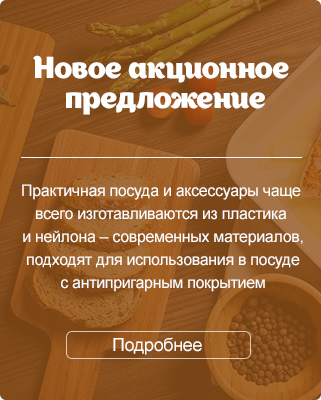 Новое акционное
предложение
Практичная посуда и аксессуары чаще
всего изготавливаются из пластика
и нейлона – современных материалов,
подходят для использования в посуде
с антипригарным покрытием
Подробнее